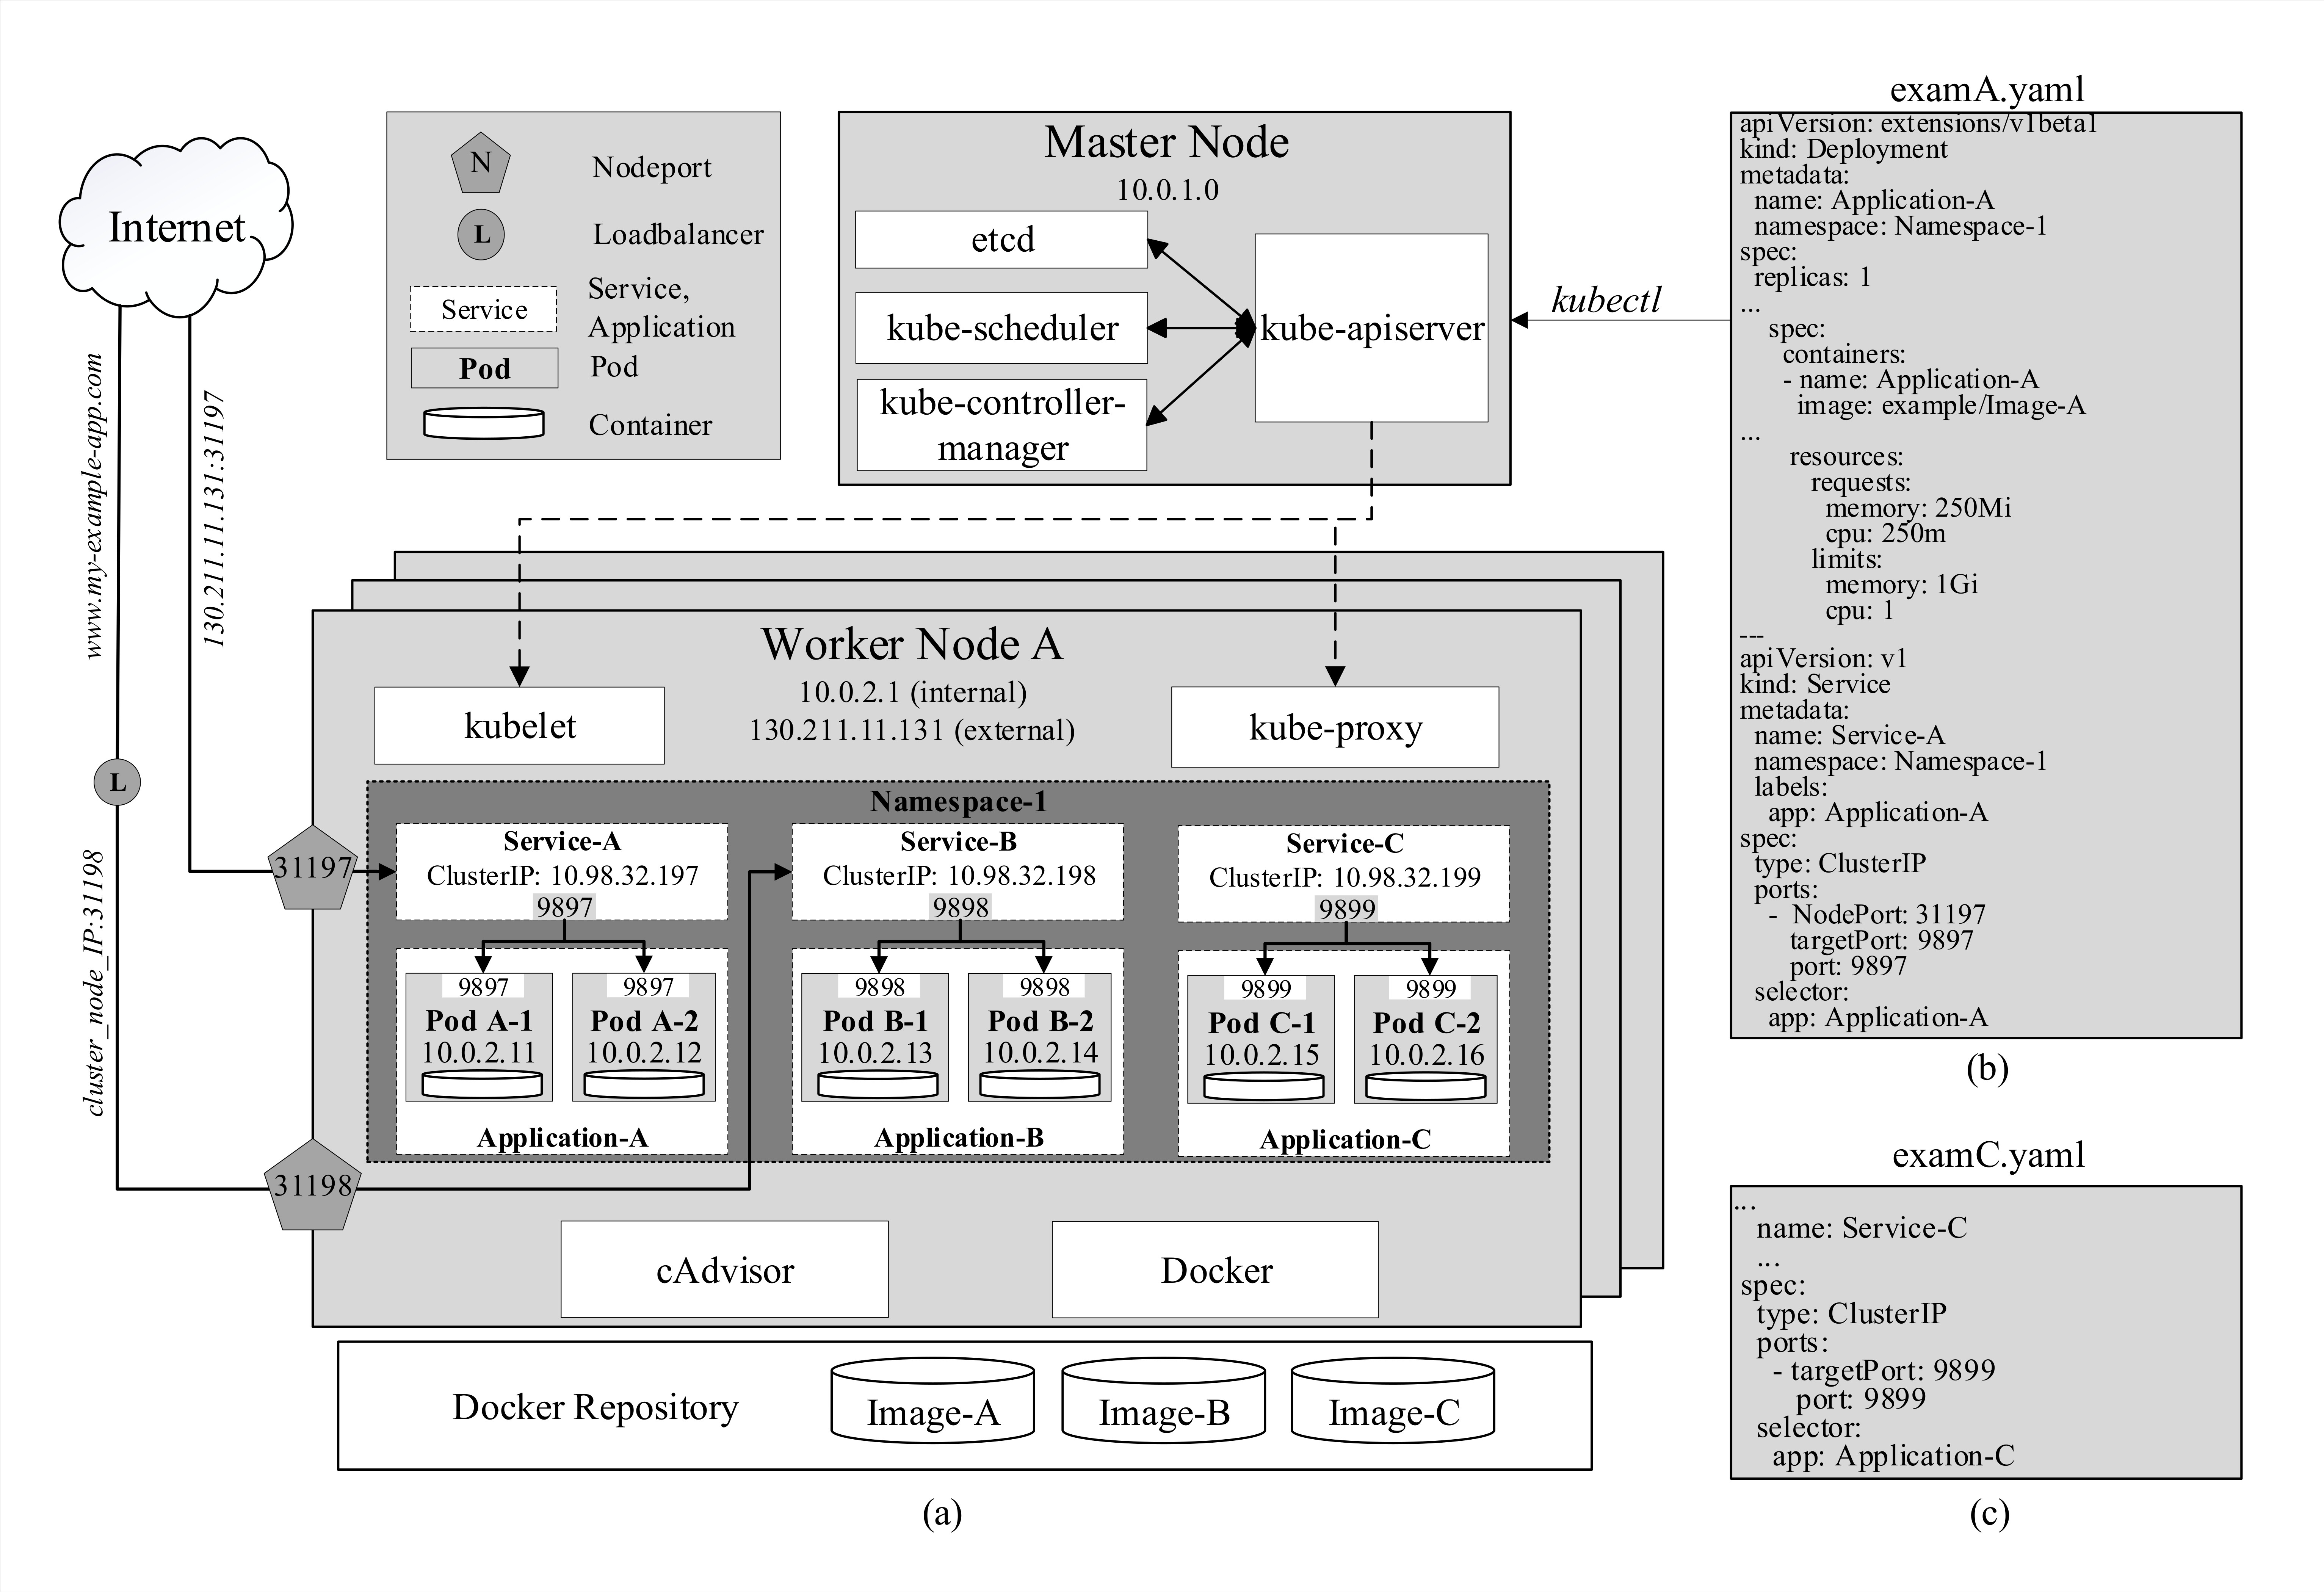 Internet
www.my-example-app.com
130.211.11.131:31197
L
cluster_node_IP:31198
N
Nodeport
L
Loadbalancer
Service
Service,
Application
Pod
Pod
Container
Master Node
10.0.1.0
etcd
kube-scheduler
kube-controller-
manager
kube-apiserver
kubectl
Worker Node A
10.0.2.1 (internal)
130.211.11.131 (external)
kubelet
kube-proxy
31197
31198
Namespace-1
Service-A
ClusterIP: 10.98.32.197
9897
9897
Pod A-1
10.0.2.11
9897
Pod A-2
10.0.2.12
Application-A
Service-B
ClusterIP: 10.98.32.198
9898
9898
Pod B-1
10.0.2.13
9898
Pod B-2
10.0.2.14
Application-B
Service-C
ClusterIP: 10.98.32.199
9899
9899
Pod C-1
10.0.2.15
9899
Pod C-2
10.0.2.16
Application-C
cAdvisor
Docker
Docker Repository
Image-A
Image-B
Image-C
(a)
examA.yaml
apiVersion: extensions/v1beta1
kind: Deployment
metadata:
name: Application-A
namespace: Namespace-1
spec:
replicas: 1
...
spec:
containers:
- name: Application-A
image: example/Image-A
...
resources:
requests:
memory: 250Mi
cpu: 250m
limits:
memory: 1Gi
cpu: 1
---
apiVersion: v1
kind: Service
metadata:
name: Service-A
namespace: Namespace-1
labels:
app: Application-A
spec:
type: ClusterIP
ports:
- NodePort: 31197
targetPort: 9897
port: 9897
selector:
app: Application-A
(b)
examC.yaml
...
name: Service-C
...
spec:
type: ClusterIP
ports:
- targetPort: 9899
port: 9899
selector:
app: Application-C
(c)